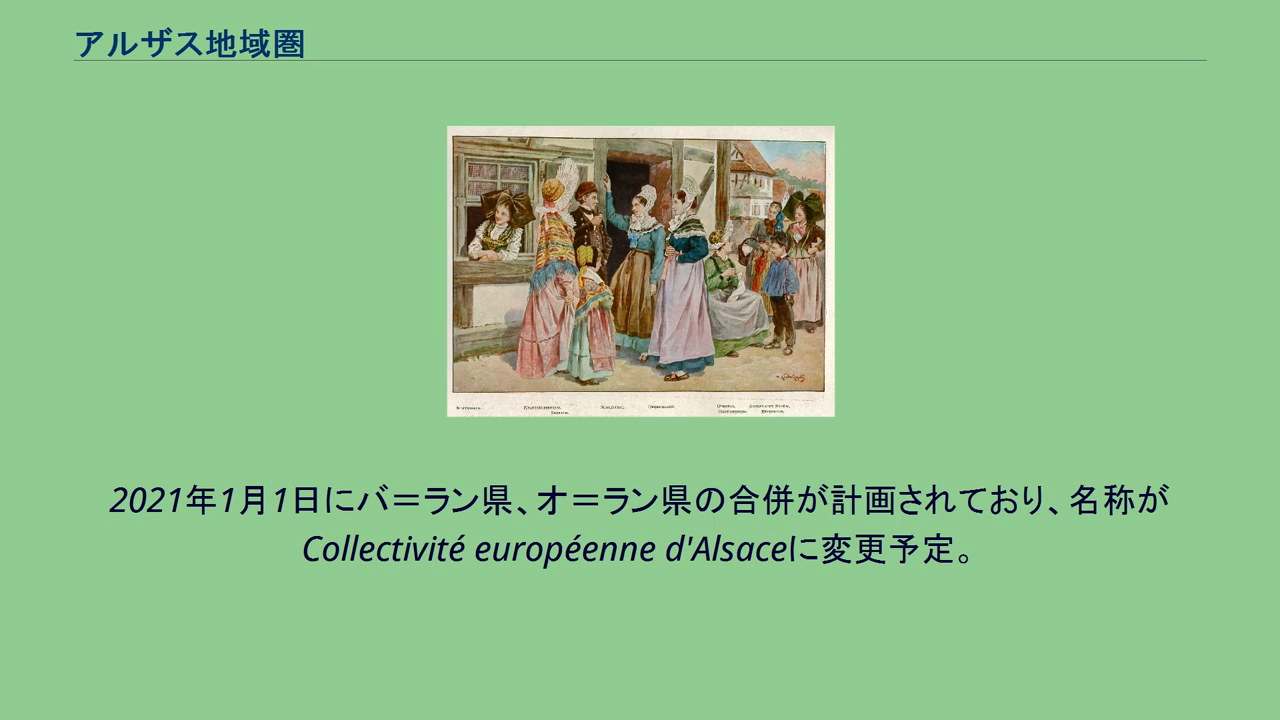 アルザス地域圏
2021年1月1日にバ＝ラン県、オ＝ラン県の合併が計画されており、名称が
Collectivité européenne d'Alsaceに変更予定。